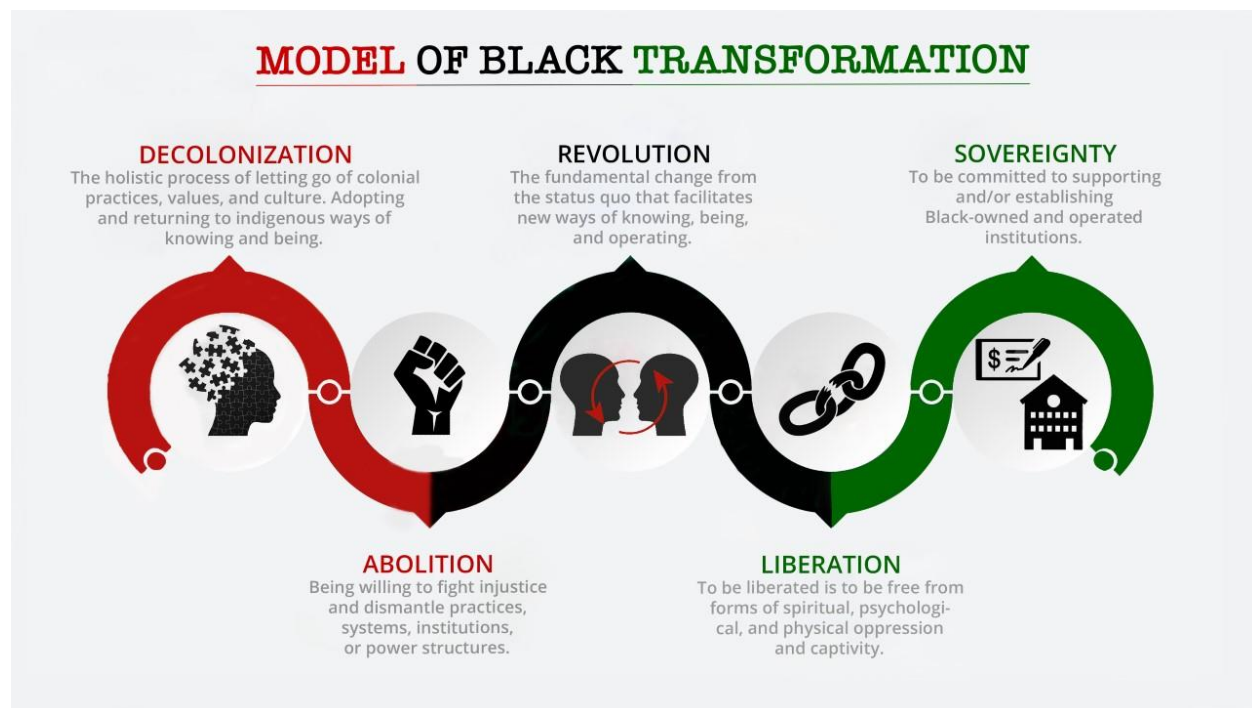 MODEL OF BLACK TRANSFORMATION
DECOLONIZATION
The holistic process of letting go of colonial
practices, values, and culture. Adopting
and returning to indigenous ways of
knowing and being.
REVOLUTION
The fundamental change from
the status quo that facilitates
new ways of knowing, being,
and operating.
SOVEREIGNTY
To be committed to supporting
and/or establishing
Black-owned and operated
institutions.
$
ABOLITION
Being willing to fight injustice
and dismantle practices,
systems, institutions,
or power structures.
LIBERATION
To be liberated is to be free from
forms of spiritual, psychologi-
cal, and physical oppression
and captivity.